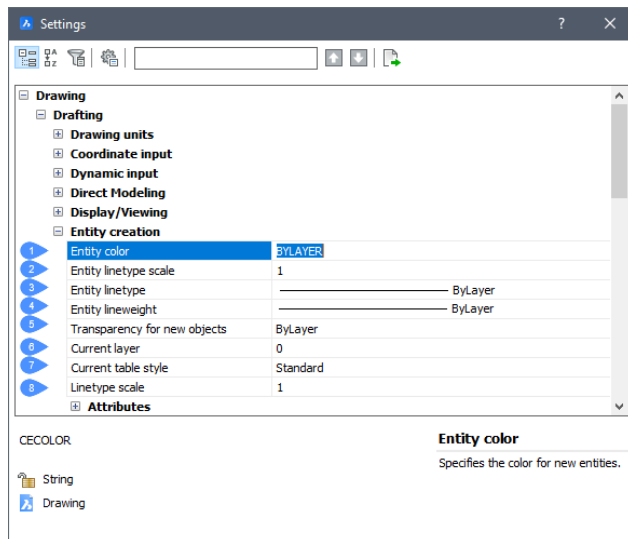 Settings ?
A
Z
Drawing
Drafting
Drawing units
Coordinate input
Dynamic input
Direct Modeling
Display/Viewing
Entity creation
1 Entity color BYLAYER
2 Entity linetype scale 1
3 Entity linetype ByLayer
4 Entity lineweight ByLayer
5 Transparency for new objects ByLayer
6 Current layer 0
7 Current table style Standard
8 Linetype scale 1
Attributes
CECOLOR
Entity color
Specifies the color for new entities.
String
Drawing